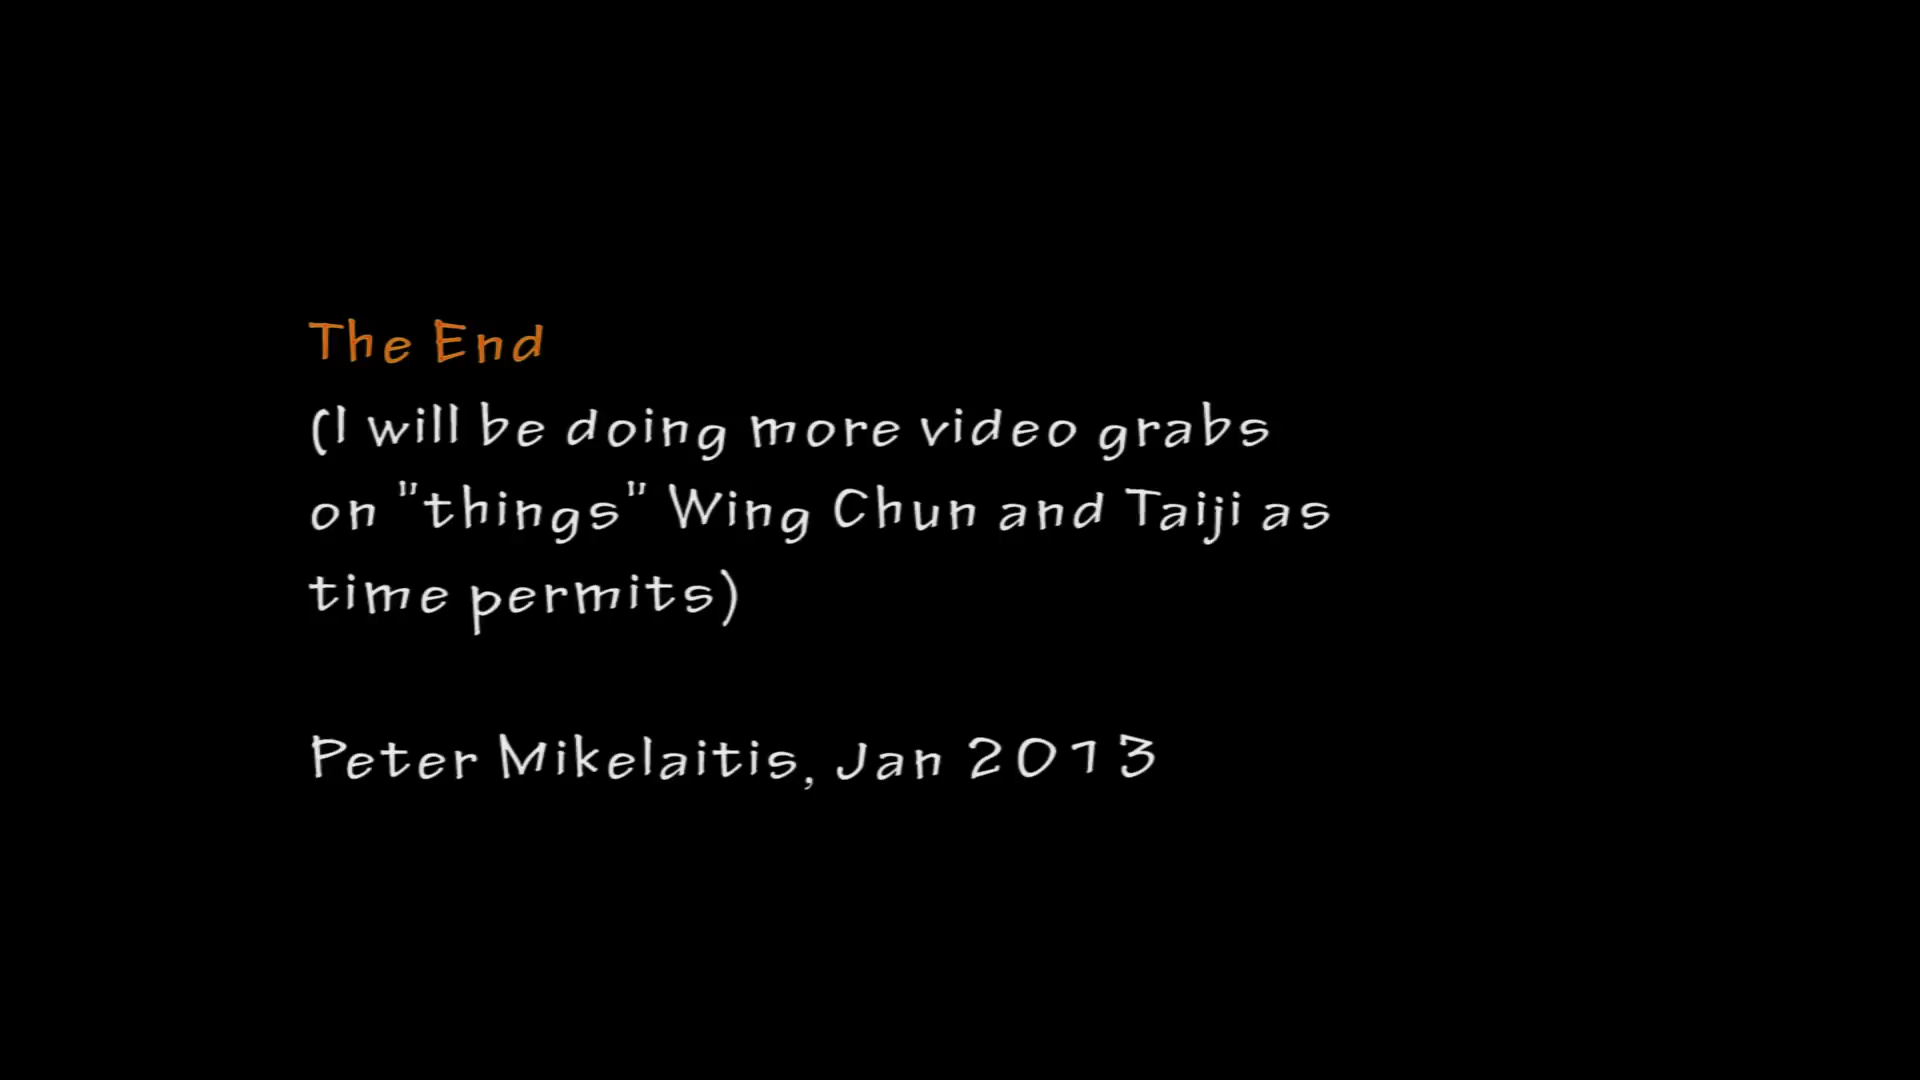 The End
(I will be doing more video grabs
on "things" Wing Chun and Taiji as
time permits)
Peter Mikelaitis, Jan 2013